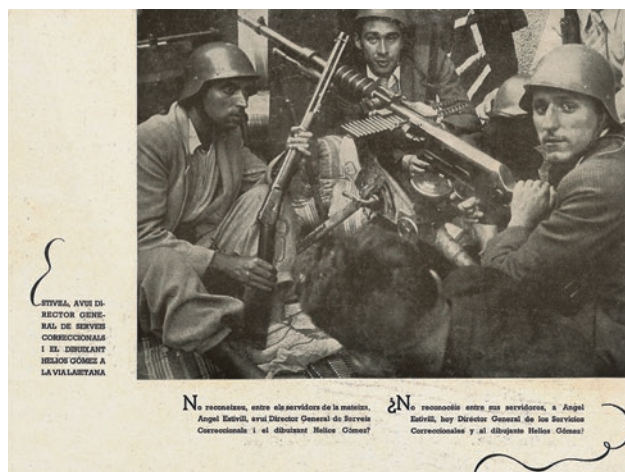 ESTIVILL, AVUI DI-
RECTOR GENE-
RAL DE SERVEIS
CORRECCIONALS
I EL DIBUIXANT
HELIOS GÓMEZ A
LA VIA LAIETANA
No reconeixeu, entre els servidors de la mateixa,
Angel Estivill, avui Director General de Serveis
Correccionals i el dibuixant Helios Gómez?
¿No reconocéis entre sus servidores, a Angel
Estivill, hoy Director General de los Servicios
Correccionales y al dibujante Helios Gómez?